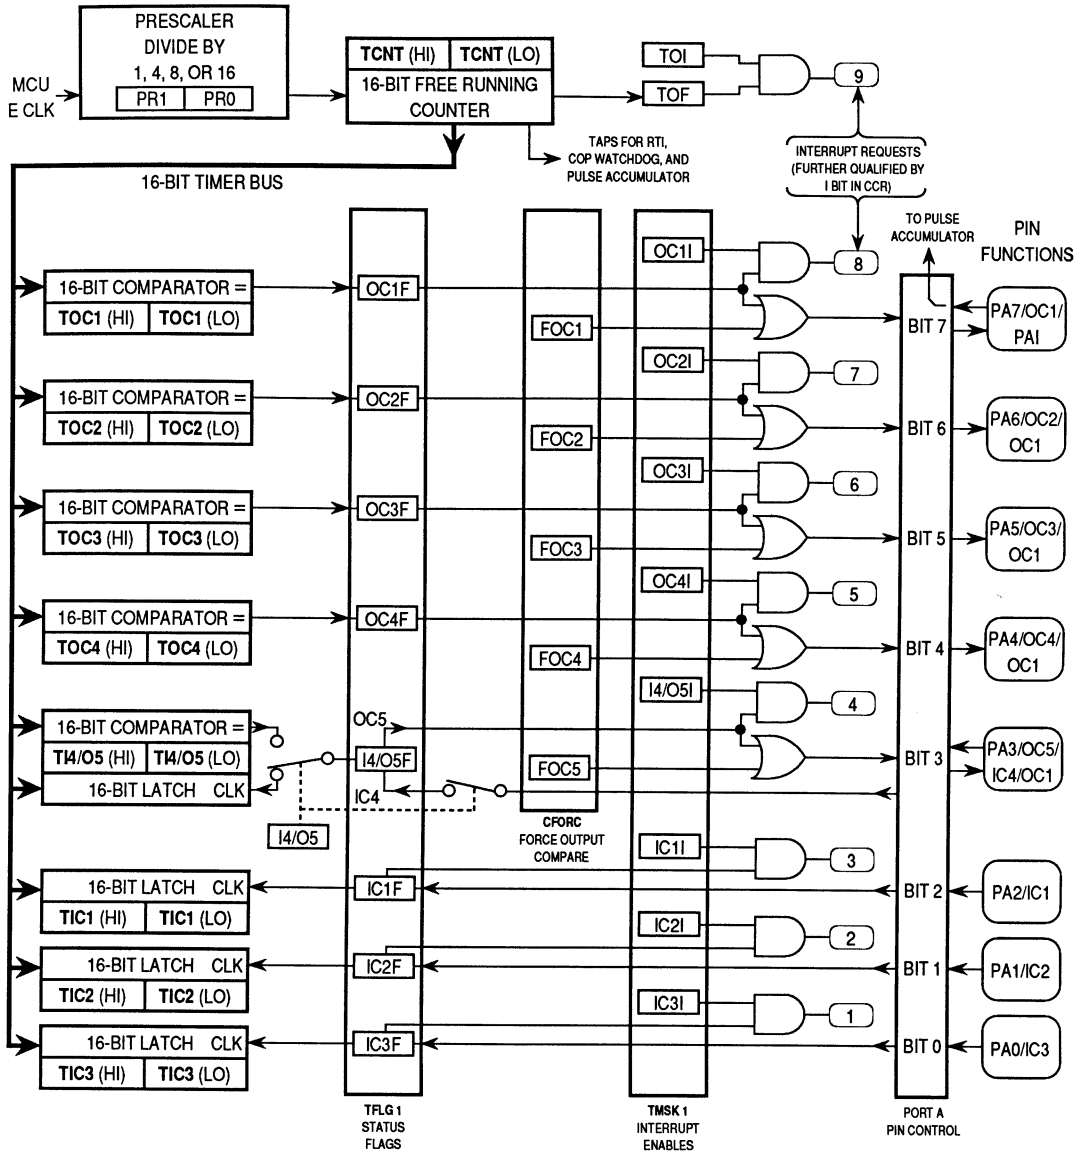 PRESCALER
DIVIDE BY
1, 4, 8, OR 16
PR1 PR0
MCU
E CLK
TCNT (HI) TCNT (LO)
16-BIT FREE RUNNING
COUNTER
TOI
TOF
9
TAPS FOR RTI,
COP WATCHDOG, AND
PULSE ACCUMULATOR
INTERRUPT REQUESTS
(FURTHER QUALIFIED BY
I BIT IN CCR)
16-BIT TIMER BUS
TO PULSE
ACCUMULATOR
PIN
FUNCTIONS
OC1I
8
16-BIT COMPARATOR =
TOC1 (HI) TOC1 (LO)
OC1F
FOC1
BIT 7
PA7/OC1/
PAI
OC2I
7
16-BIT COMPARATOR =
TOC2 (HI) TOC2 (LO)
OC2F
FOC2
BIT 6
PA6/OC2/
OC1
OC3I
6
16-BIT COMPARATOR =
TOC3 (HI) TOC3 (LO)
OC3F
FOC3
BIT 5
PA5/OC3/
OC1
OC4I
5
16-BIT COMPARATOR =
TOC4 (HI) TOC4 (LO)
OC4F
FOC4
BIT 4
PA4/OC4/
OC1
I4/O5I
4
16-BIT COMPARATOR =
TI4/O5 (HI) TI4/O5 (LO)
16-BIT LATCH CLK
OC5
I4/O5F
IC4
FOC5
BIT 3
PA3/OC5/
IC4/OC1
I4/O5
CFORC
FORCE OUTPUT
COMPARE
IC1I
3
16-BIT LATCH CLK
TIC1 (HI) TIC1 (LO)
IC1F
BIT 2
PA2/IC1
IC2I
2
16-BIT LATCH CLK
TIC2 (HI) TIC2 (LO)
IC2F
BIT 1
PA1/IC2
IC3I
1
16-BIT LATCH CLK
TIC3 (HI) TIC3 (LO)
IC3F
BIT 0
PA0/IC3
TFLG 1
STATUS
FLAGS
TMSK 1
INTERRUPT
ENABLES
PORT A
PIN CONTROL